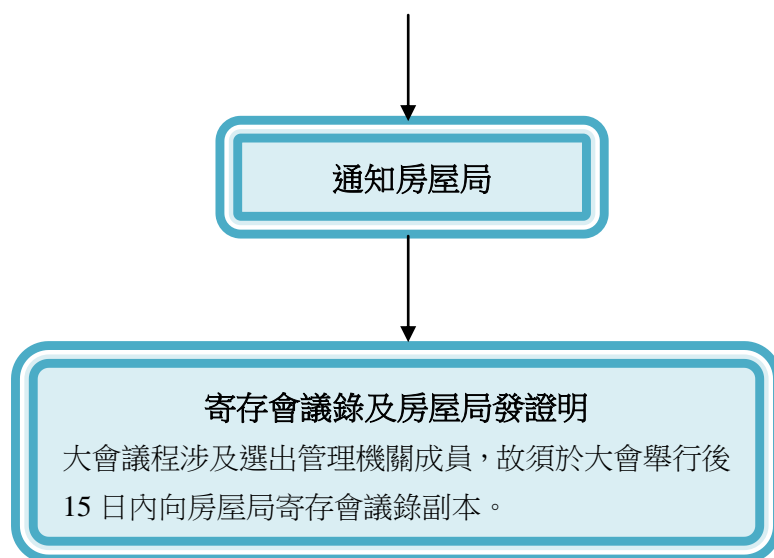 通知房屋局
寄存會議錄及房屋局發證明
大會議程涉及選出管理機關成員，故須於大會舉行後
15 日內向房屋局寄存會議錄副本。